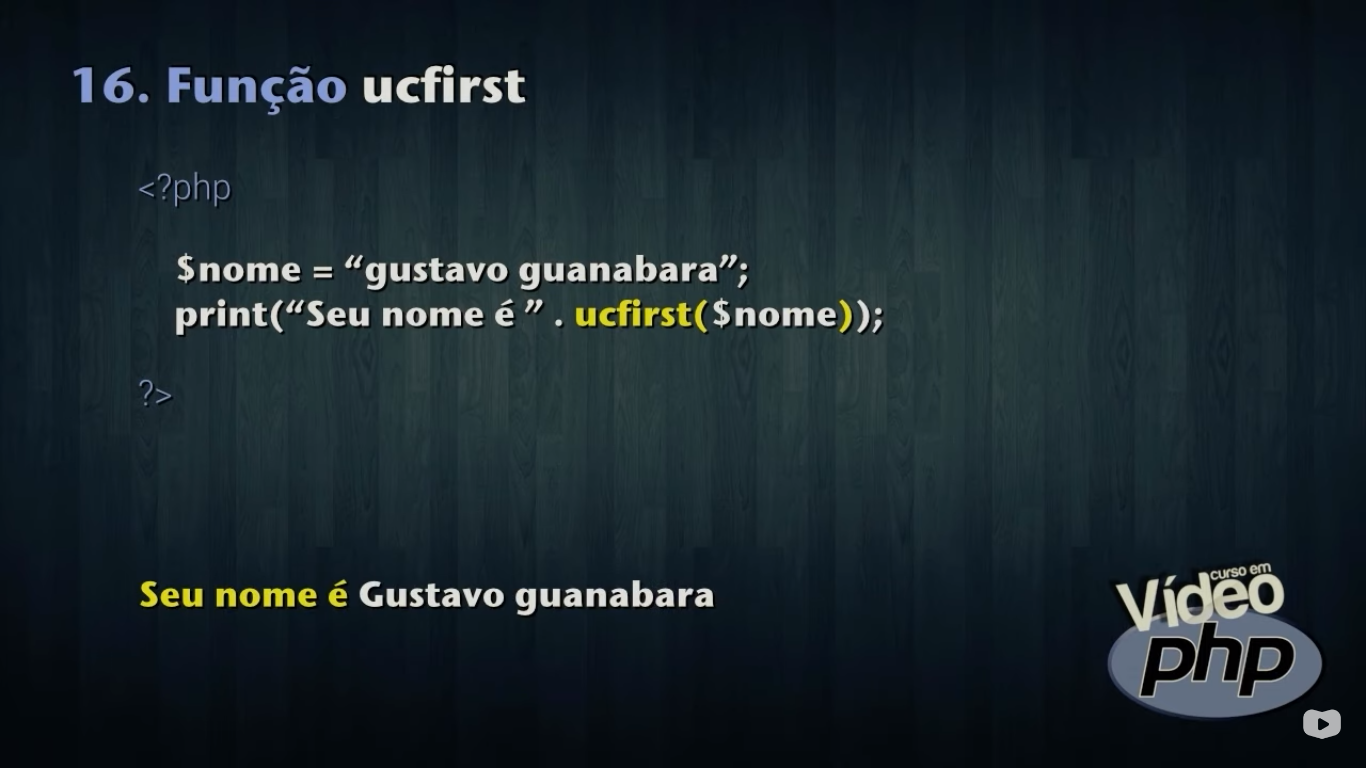 16. Função ucfirst
<?php
$nome = “gustavo guanabara”;
print(“Seu nome é ” . ucfirst($nome));
?>
Seu nome é Gustavo guanabara
curso em
Vídeo
php